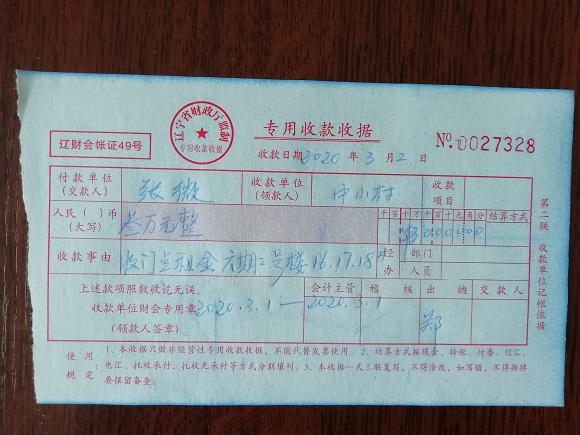 辽宁省财政厅监制
专用收款收据
辽财会帐证49号
专用收款收据
收款日期 2020 年 3 月 2 日
№ 0027328
付款单位(交款人) 张微 收款单位(领款人) 中小村 收款项目
人民( )币(大写) 叁万元整 千百十万千百十元角分 结算方式
3000000
收款事由 收门点租金 六期2号楼16.17.18 经办 部门 人员
上述款项照数收讫无误。 会计主管 稽核 出纳 交款人
收款单位财会专用章 2020.3.1—2020.3.1
(领款人签章) 郑
第二联 收款单位记帐依据
使用规定 1、本收据只做非经营性专用收款收据，不能代替发票使用。2、结算方式按现金、转帐、付委、信汇、
电汇、托收承付、托收无承付等方式分别填列。3、本收据一式三联复写，不得涂改，如写错，不得撕掉
要保留备查。